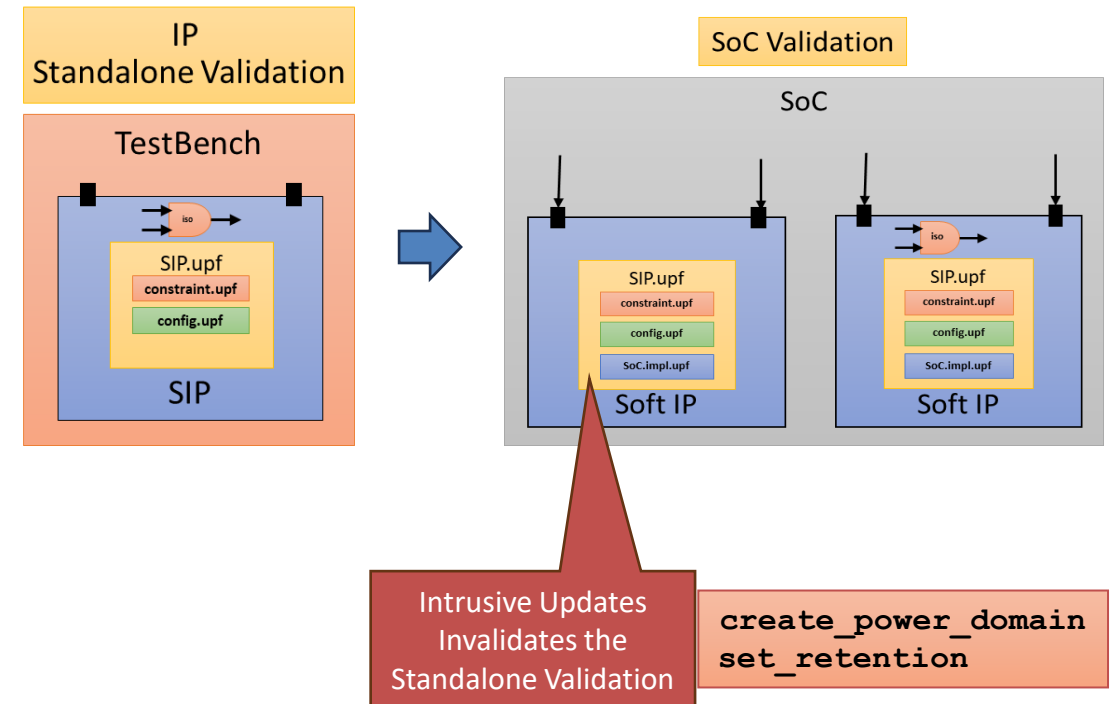 IP
Standalone Validation
TestBench
iso
SIP.upf
constraint.upf
config.upf
SIP
SoC Validation
SoC
SIP.upf
constraint.upf
config.upf
SoC.impl.upf
Soft IP
iso
SIP.upf
constraint.upf
config.upf
SoC.impl.upf
Soft IP
Intrusive Updates
Invalidates the
Standalone Validation
create_power_domain
set_retention